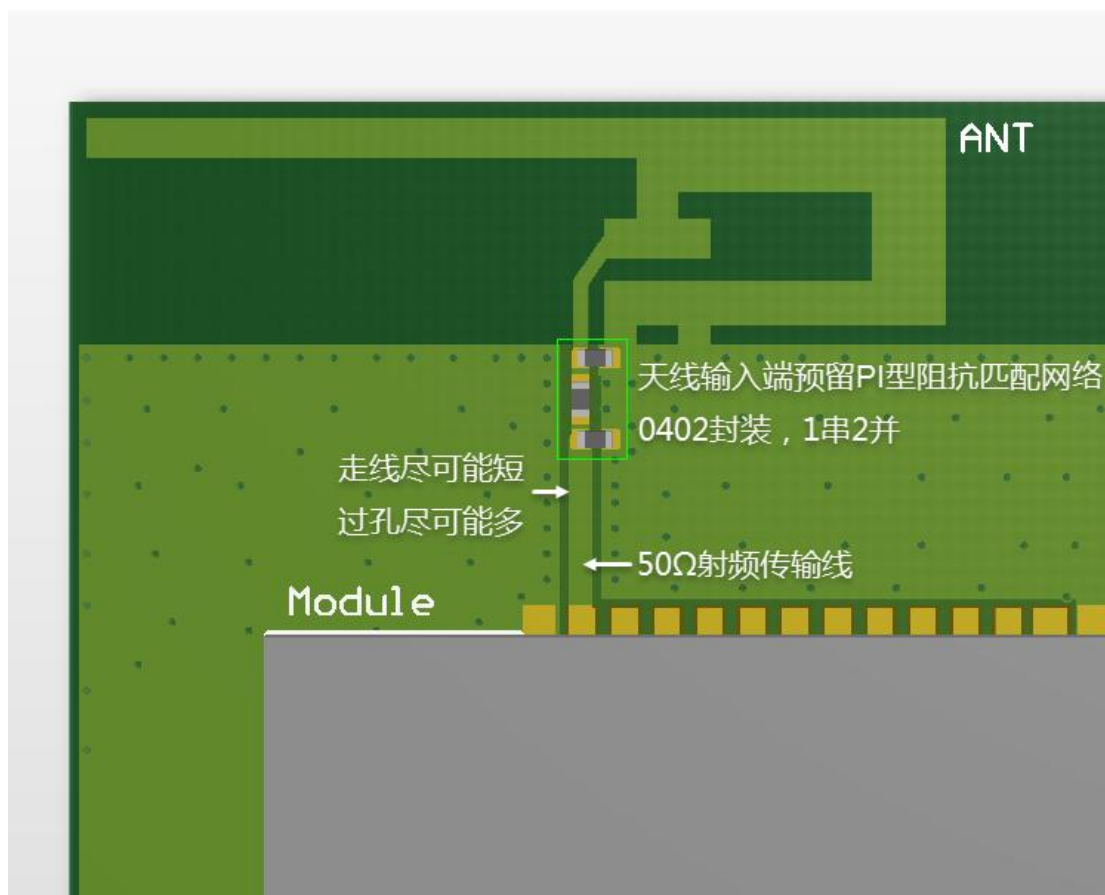 ANT
天线输入端预留PI型阻抗匹配网络
0402封装，1串2并
走线尽可能短
过孔尽可能多
50Ω射频传输线
Module